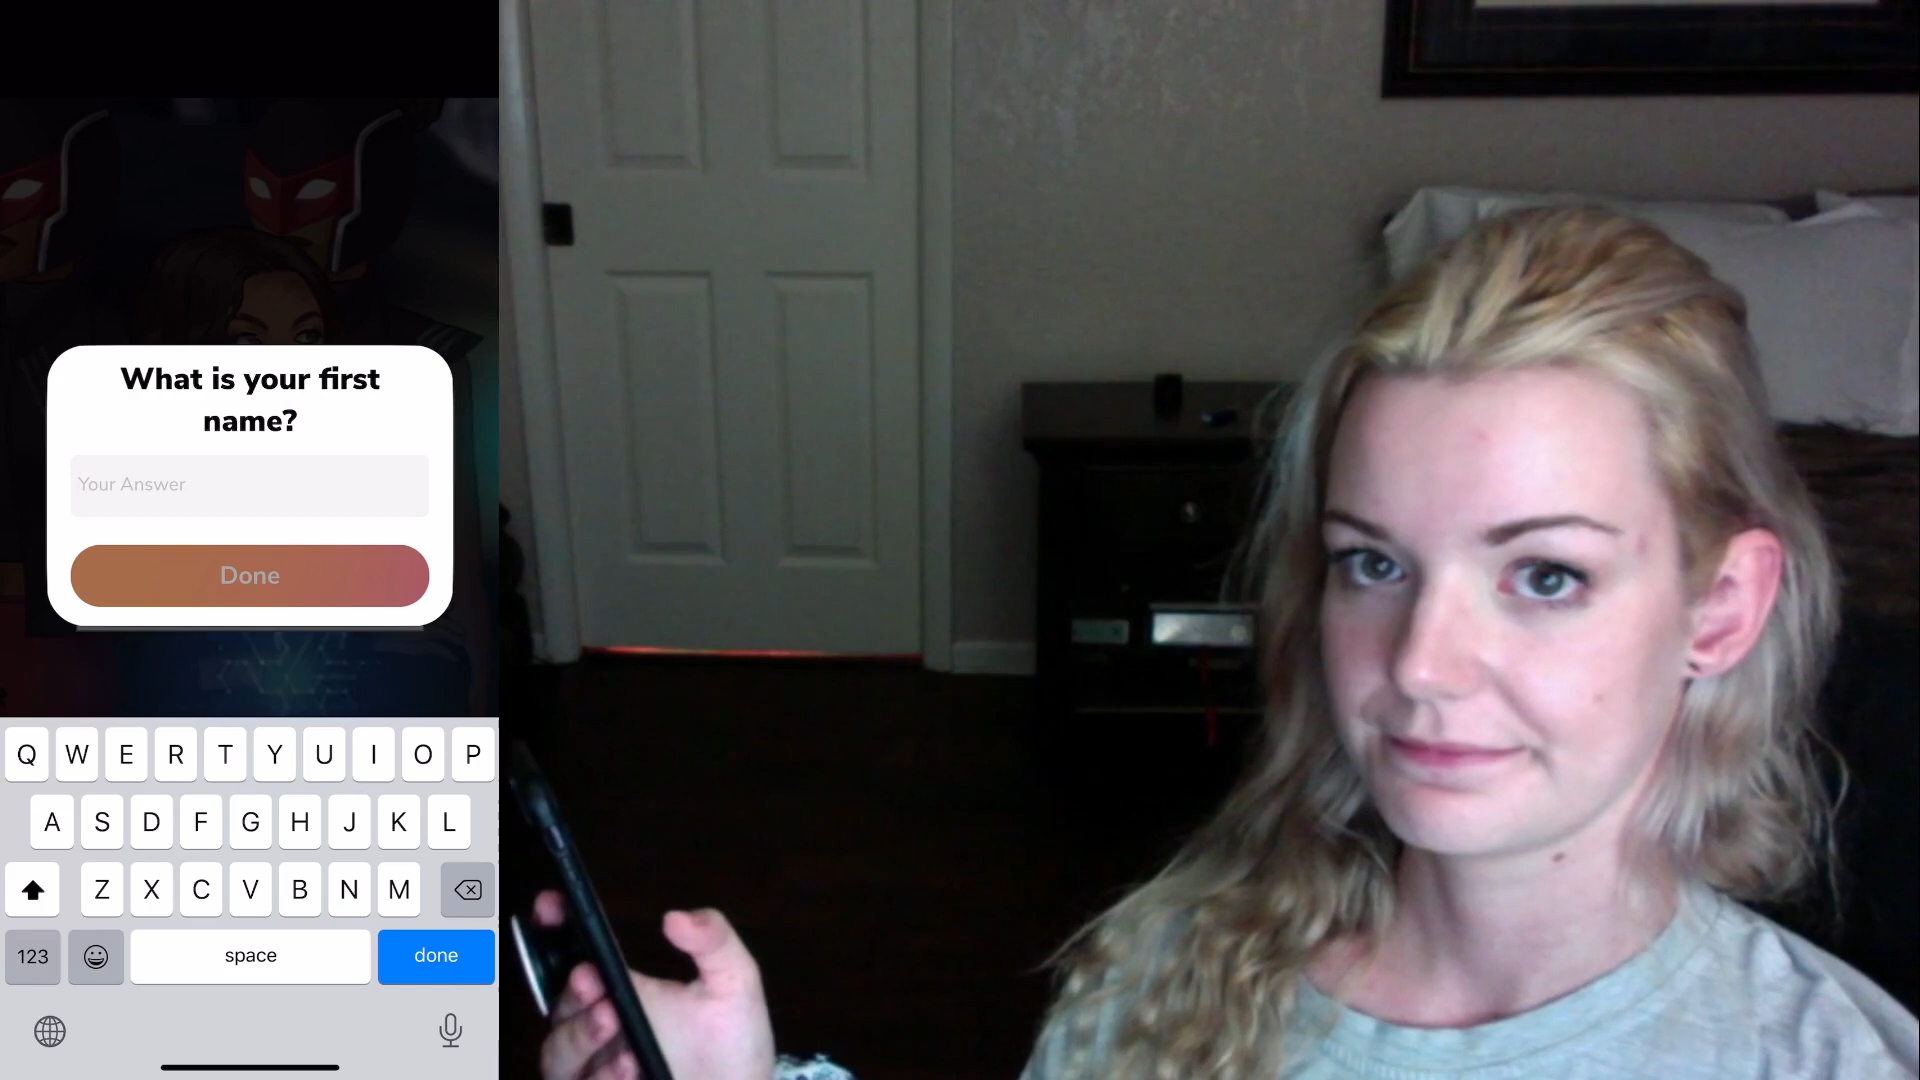 What is your first
name?
Your Answer
Done
Q W E R T Y U I O P
A S D F G H J K L
Z X C V B N M
123 space done